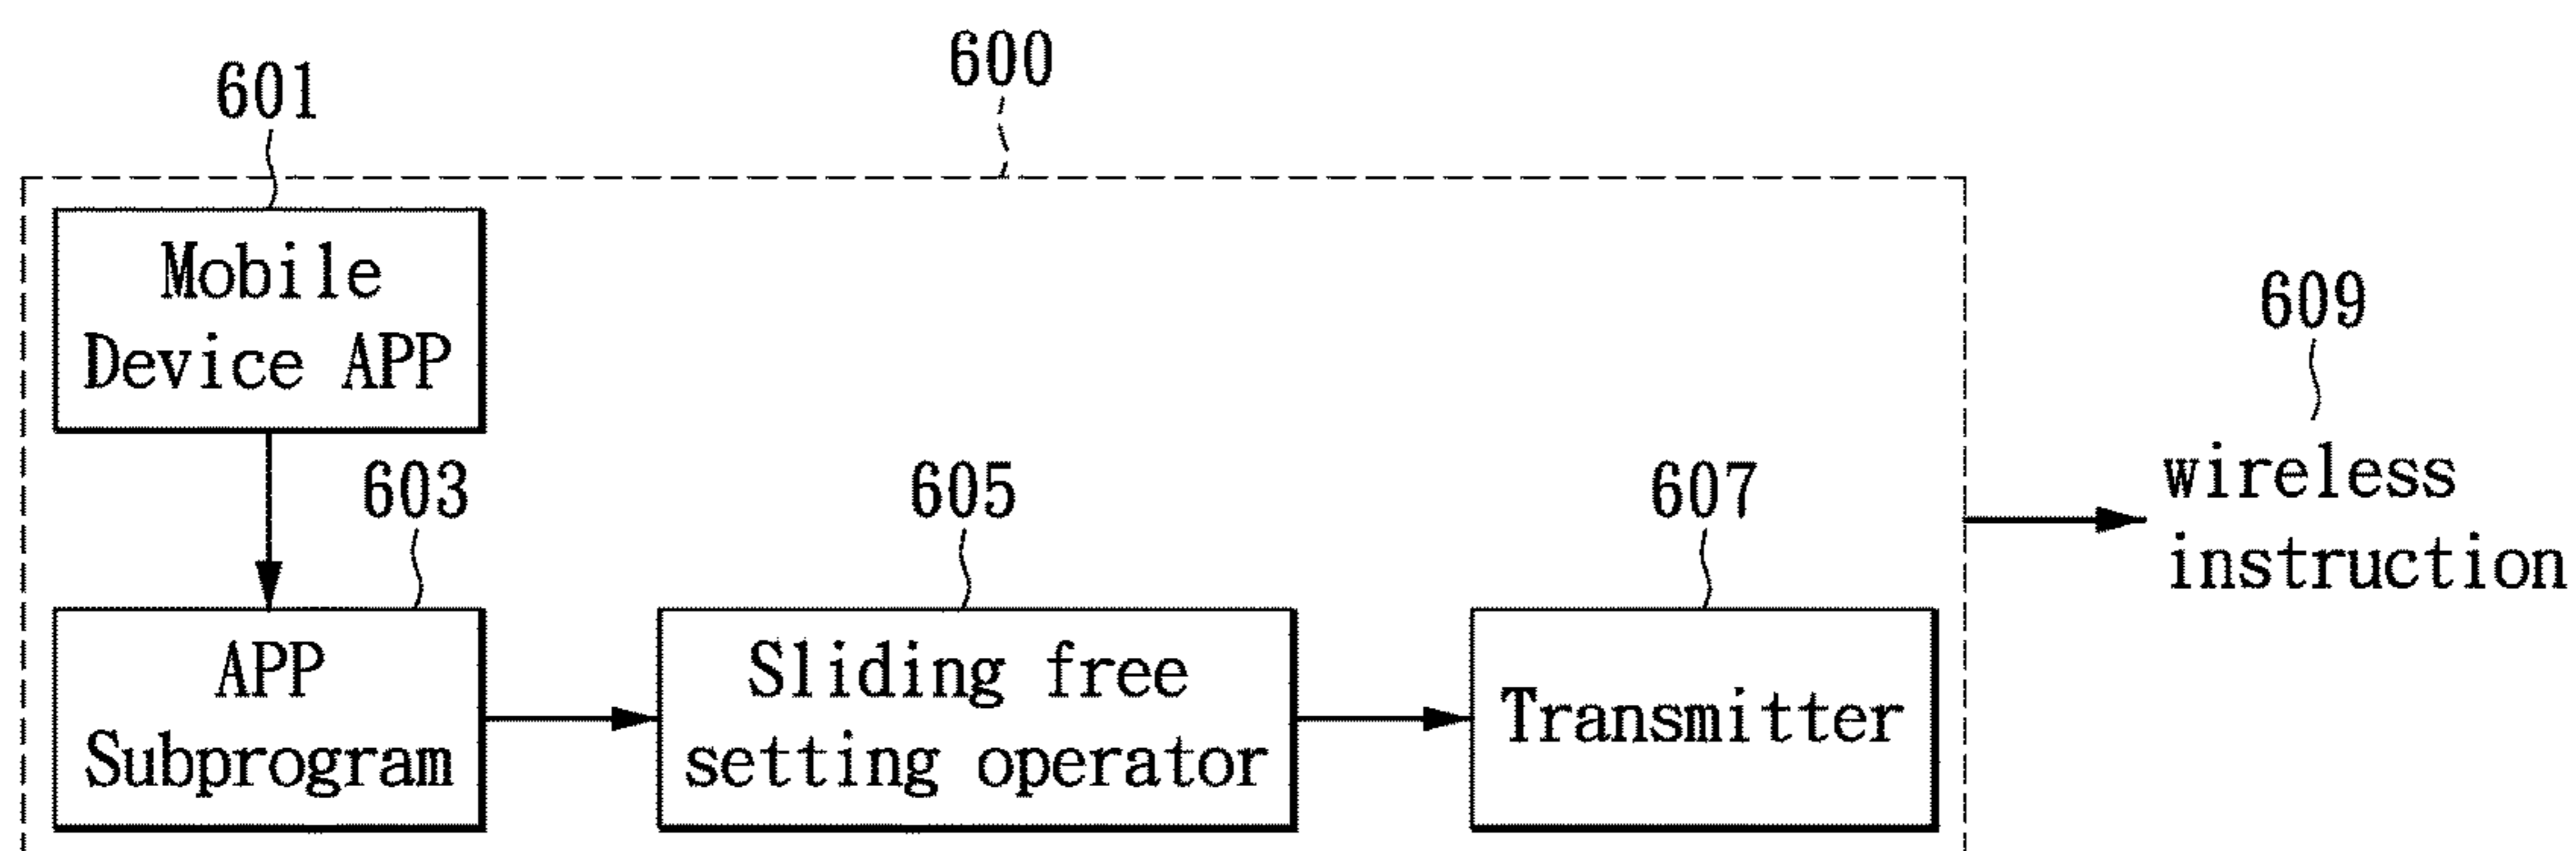 600
601
Mobile
Device APP
609
wireless
instruction
603
605
607
APP
Subprogram
Sliding free
setting operator
Transmitter